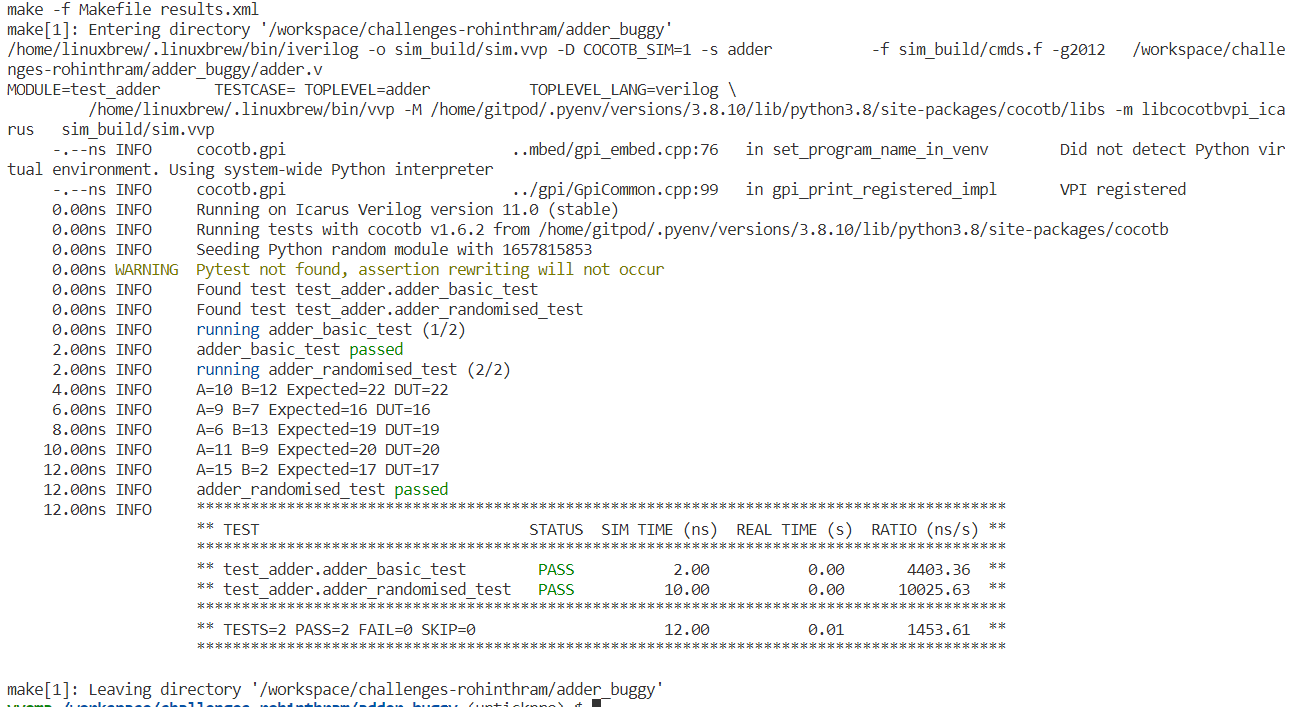 make -f Makefile results.xml
make[1]: Entering directory '/workspace/challenges-rohinthram/adder_buggy'
/home/linuxbrew/.linuxbrew/bin/iverilog -o sim_build/sim.vvp -D COCOTB_SIM=1 -s adder -f sim_build/cmds.f -g2012 /workspace/challe
nges-rohinthram/adder_buggy/adder.v
MODULE=test_adder TESTCASE= TOPLEVEL=adder TOPLEVEL_LANG=verilog \
/home/linuxbrew/.linuxbrew/bin/vvp -M /home/gitpod/.pyenv/versions/3.8.10/lib/python3.8/site-packages/cocotb/libs -m libcocotbvpi_ica
rus sim_build/sim.vvp
-.--ns INFO cocotb.gpi ..mbed/gpi_embed.cpp:76 in set_program_name_in_venv Did not detect Python vir
tual environment. Using system-wide Python interpreter
-.--ns INFO cocotb.gpi ../gpi/GpiCommon.cpp:99 in gpi_print_registered_impl VPI registered
0.00ns INFO Running on Icarus Verilog version 11.0 (stable)
0.00ns INFO Running tests with cocotb v1.6.2 from /home/gitpod/.pyenv/versions/3.8.10/lib/python3.8/site-packages/cocotb
0.00ns INFO Seeding Python random module with 1657815853
0.00ns WARNING Pytest not found, assertion rewriting will not occur
0.00ns INFO Found test test_adder.adder_basic_test
0.00ns INFO Found test test_adder.adder_randomised_test
0.00ns INFO running adder_basic_test (1/2)
2.00ns INFO adder_basic_test passed
2.00ns INFO running adder_randomised_test (2/2)
4.00ns INFO A=10 B=12 Expected=22 DUT=22
6.00ns INFO A=9 B=7 Expected=16 DUT=16
8.00ns INFO A=6 B=13 Expected=19 DUT=19
10.00ns INFO A=11 B=9 Expected=20 DUT=20
12.00ns INFO A=15 B=2 Expected=17 DUT=17
12.00ns INFO adder_randomised_test passed
12.00ns INFO ******************************************************************************************
** TEST STATUS SIM TIME (ns) REAL TIME (s) RATIO (ns/s) **
******************************************************************************************
** test_adder.adder_basic_test PASS 2.00 0.00 4403.36 **
** test_adder.adder_randomised_test PASS 10.00 0.00 10025.63 **
******************************************************************************************
** TESTS=2 PASS=2 FAIL=0 SKIP=0 12.00 0.01 1453.61 **
******************************************************************************************
make[1]: Leaving directory '/workspace/challenges-rohinthram/adder_buggy'